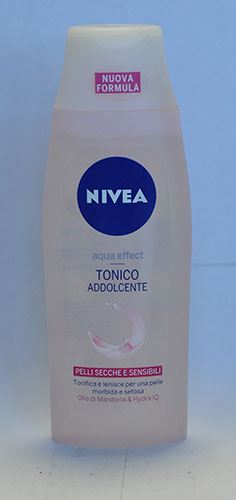 NUOVA
FORMULA
NIVEA
aqua effect
TONICO
ADDOLCENTE
PELLI SECCHE E SENSIBILI
Tonifica e lenisce per una pelle
morbida e setosa
Olio di Mandorla & Hydra IQ